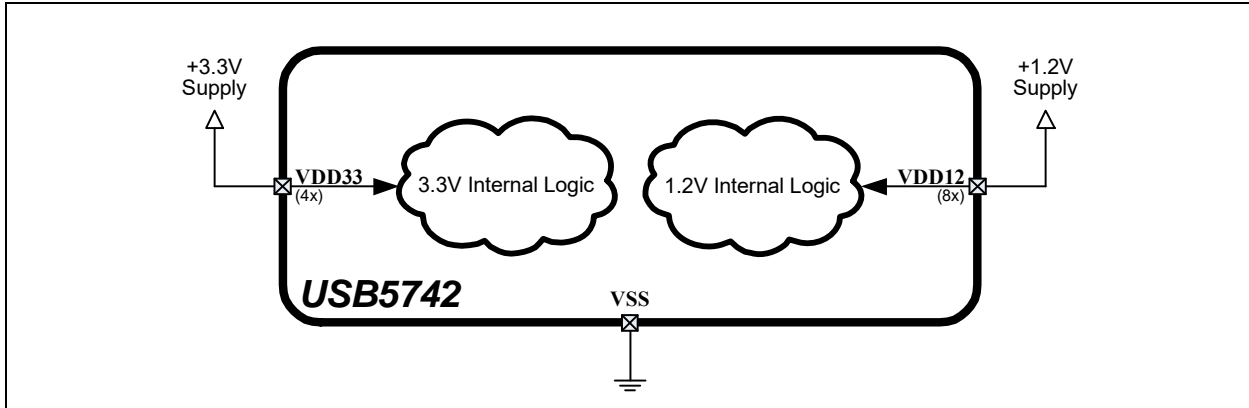 +3.3V
Supply
+1.2V
Supply
VDD33
(4x)
3.3V Internal Logic
1.2V Internal Logic
VDD12
(8x)
USB5742
VSS